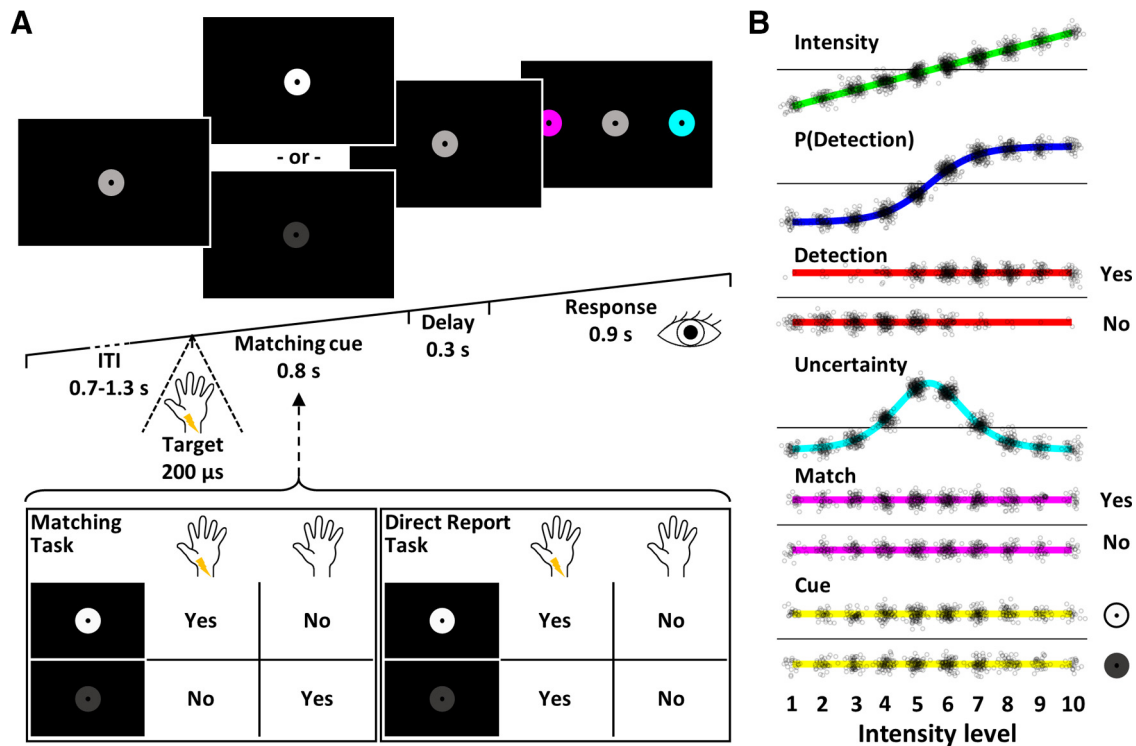 A
- or -
ITI
0.7-1.3 s
Target
200 µs
Matching cue
0.8 s
Delay
0.3 s
Response
0.9 s
Matching
Task
Yes
No
No
Yes
Direct Report
Task
Yes
No
Yes
No
B
Intensity
P(Detection)
Detection
Yes
No
Uncertainty
Match
Yes
No
Cue
1 2 3 4 5 6 7 8 9 10
Intensity level